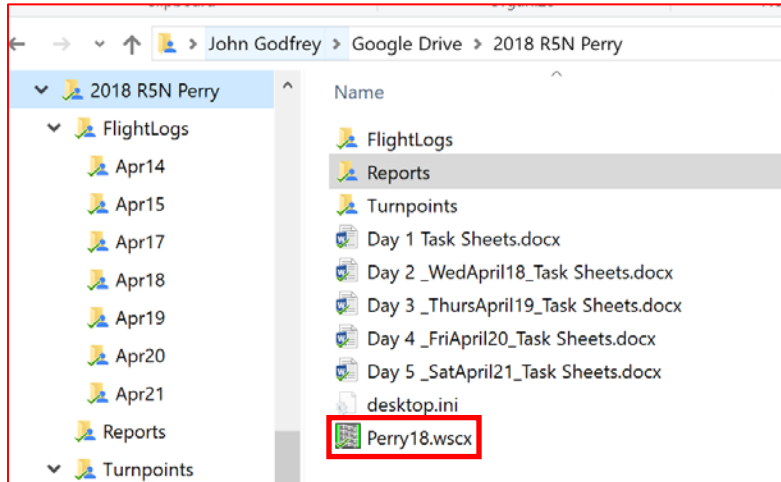 John Godfrey > Google Drive > 2018 R5N Perry
2018 R5N Perry
FlightLogs
Apr14
Apr15
Apr17
Apr18
Apr19
Apr20
Apr21
Reports
Turnpoints
Name
FlightLogs
Reports
Turnpoints
Day 1 Task Sheets.docx
Day 2 _WedApril18_Task Sheets.docx
Day 3 _ThursApril19_Task Sheets.docx
Day 4 _FriApril20_Task Sheets.docx
Day 5 _SatApril21_Task Sheets.docx
desktop.ini
Perry18.wscx